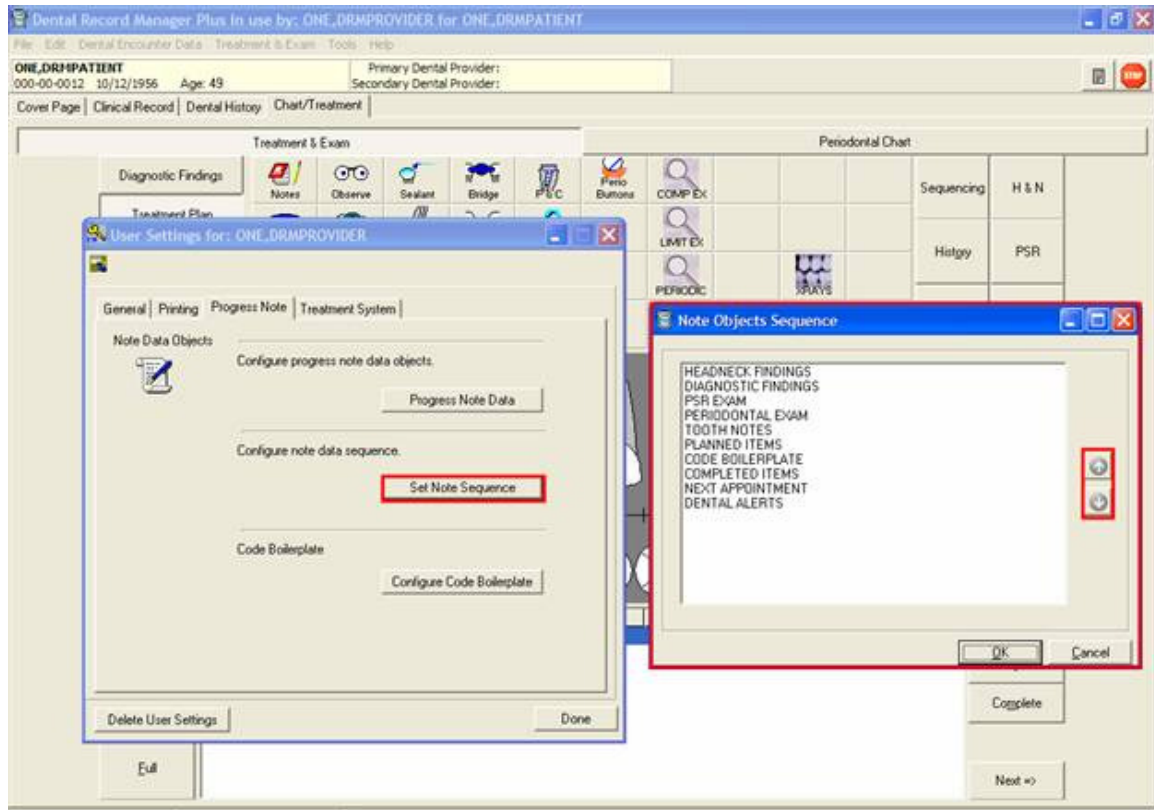 Dental Record Manager Plus in use by: ONE,DRMPROVIDER for ONE,DRMPATIENT
File Edit Dental Encounter Data Treatment & Exam Tools Help
ONE,DRMPATIENT Primary Dental Provider:
000-00-0012 10/12/1956 Age: 49 Secondary Dental Provider:
STOP
Cover Page Clinical Record Dental History Chart/Treatment
Treatment & Exam Periodontal Chart
Diagnostic Findings
Notes Observe Sealant Bridge Perio Buttons COMP EX
Sequencing H & N
Treatment Plan
LIMIT EX
History PSR
PERIODIC XRAYS
User Settings for: ONE,DRMPROVIDER
General Printing Progress Note Treatment System
Note Data Objects
Configure progress note data objects.
Progress Note Data
Configure note data sequence.
Set Note Sequence
Code Boilerplate
Configure Code Boilerplate
Delete User Settings Done
Note Objects Sequence
HEADNECK FINDINGS
DIAGNOSTIC FINDINGS
PSR EXAM
PERIODONTAL EXAM
TOOTH NOTES
PLANNED ITEMS
CODE BOILERPLATE
COMPLETED ITEMS
NEXT APPOINTMENT
DENTAL ALERTS
OK Cancel
Complete
Full
Next =>